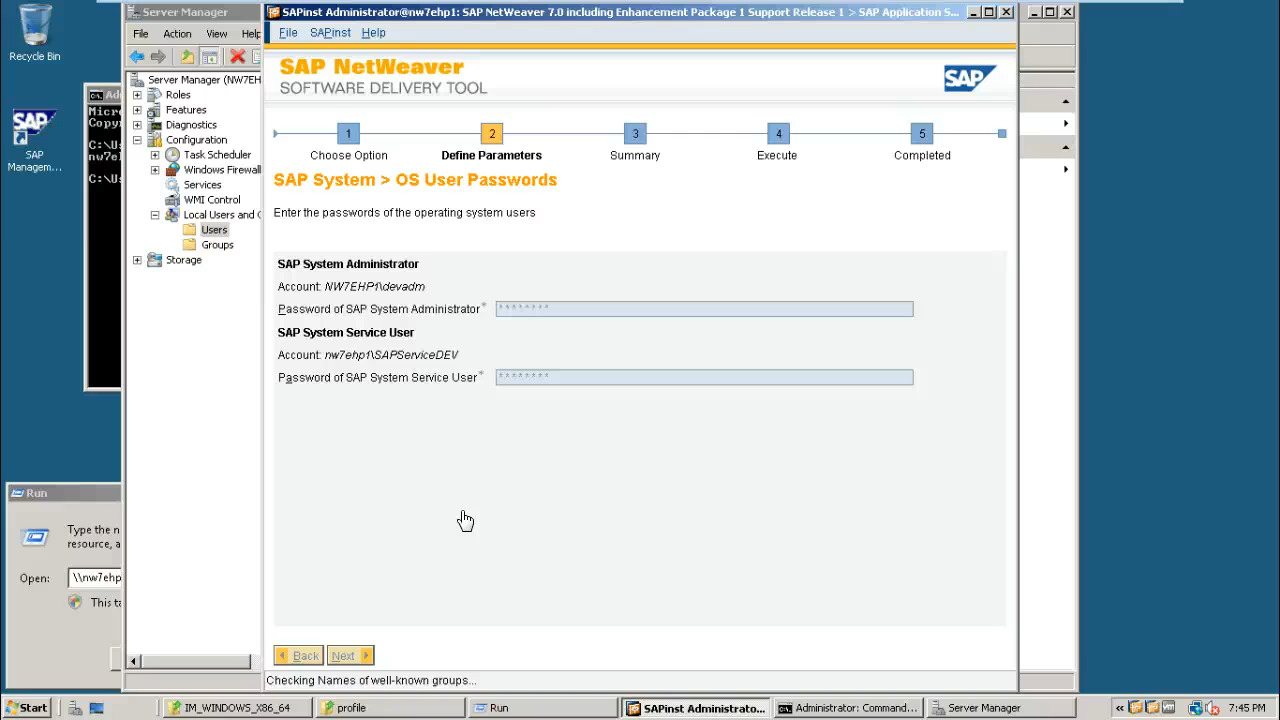 Recycle Bin
SAP
Managem...
Server Manager
File Action View Help
Server Manager (NW7EH
Roles
Features
Diagnostics
Configuration
Task Scheduler
Windows Firewal
Services
WMI Control
Local Users and G
Users
Groups
Storage
Run
Type the n
resource, a
Open: \\nw7ehp
This ta
SAPinst Administrator@nw7ehp1: SAP NetWeaver 7.0 including Enhancement Package 1 Support Release 1 > SAP Application S...
File SAPinst Help
SAP NetWeaver
SOFTWARE DELIVERY TOOL
SAP
1 2 3 4 5
Choose Option Define Parameters Summary Execute Completed
SAP System > OS User Passwords
Enter the passwords of the operating system users
SAP System Administrator
Account: NW7EHP1\devadm
Password of SAP System Administrator* ********
SAP System Service User
Account: nw7ehp1\SAPServiceDEV
Password of SAP System Service User* ********
Back Next
Checking Names of well-known groups...
Start IM_WINDOWS_X86_64 profile Run SAPinst Administrato... Administrator: Command... Server Manager « 7:45 PM